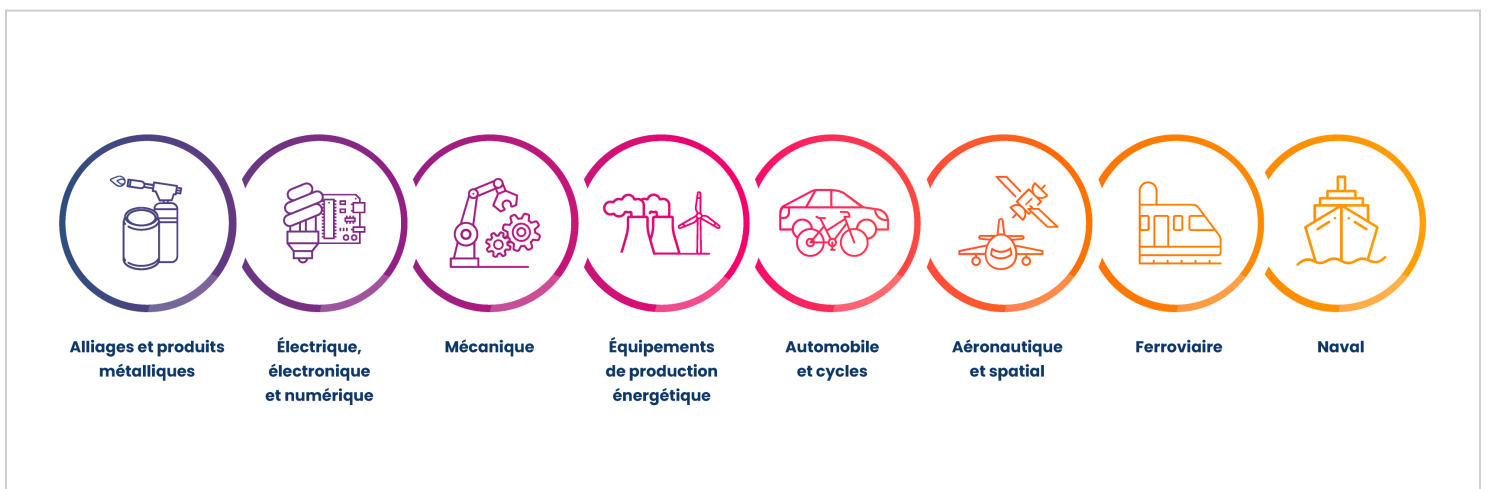 Alliages et produits
métalliques
Électrique,
électronique
et numérique
Mécanique
Équipements
de production
énergétique
Automobile
et cycles
Aéronautique
et spatial
Ferroviaire
Naval